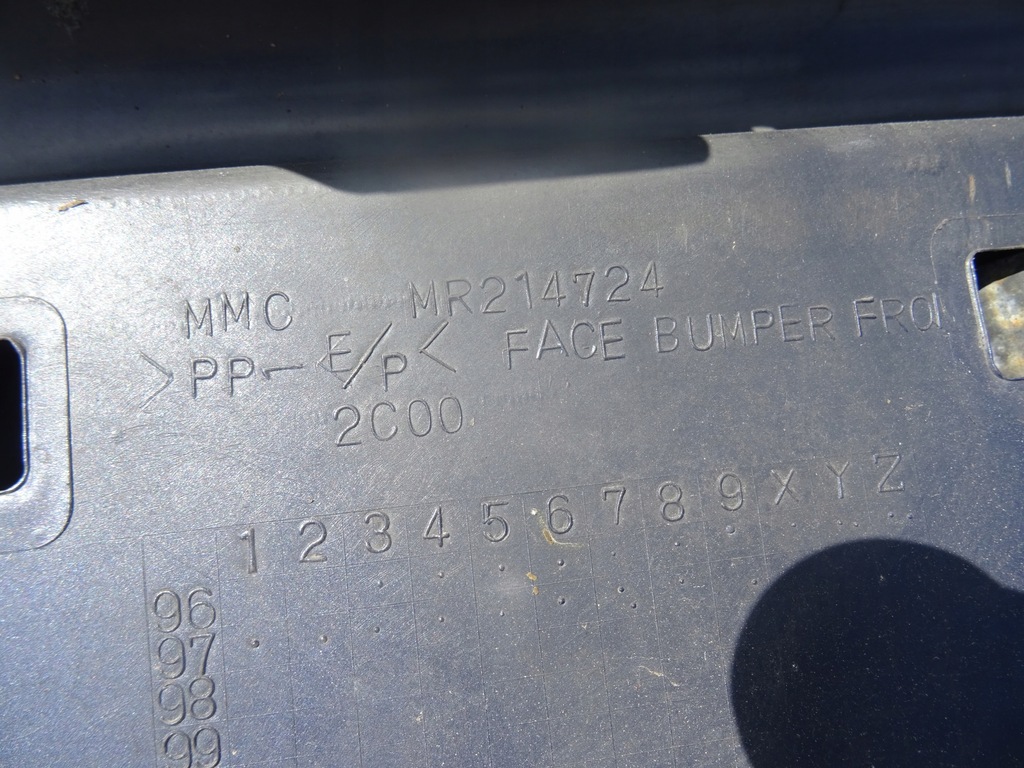 MMC MR214724
>PP-E/P< FACE BUMPER FRO
2C00
1 2 3 4 5 6 7 8 9 X Y Z
96
97
98
99